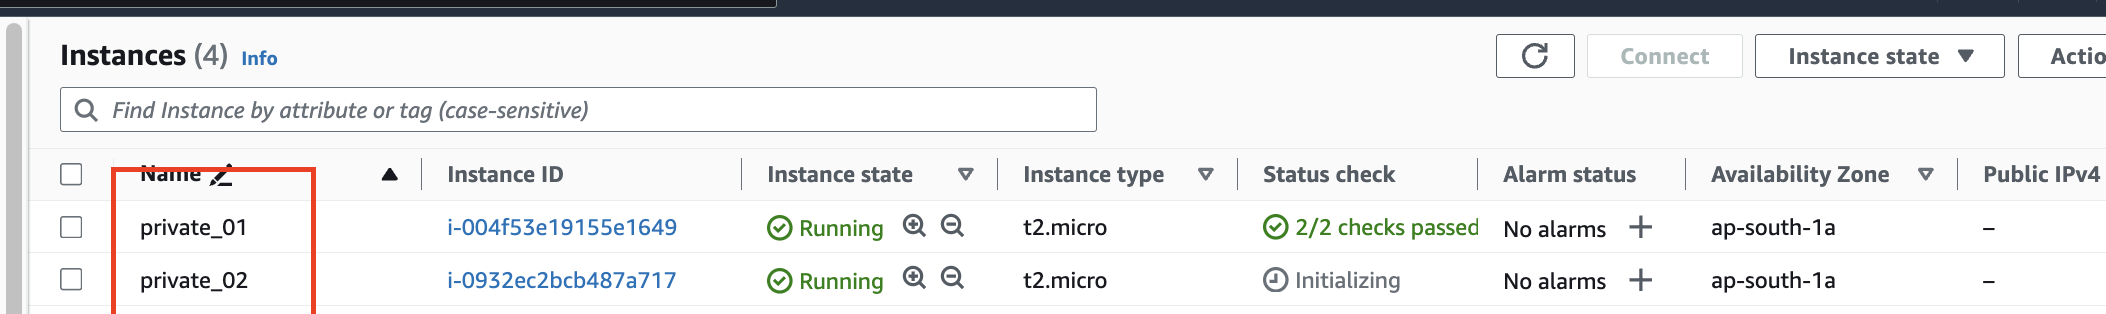 Instances (4) Info
Connect Instance state Actio
Find Instance by attribute or tag (case-sensitive)
Name Instance ID Instance state Instance type Status check Alarm status Availability Zone Public IPv4
private_01 i-004f53e19155e1649 Running t2.micro 2/2 checks passed No alarms + ap-south-1a –
private_02 i-0932ec2bcb487a717 Running t2.micro Initializing No alarms + ap-south-1a –